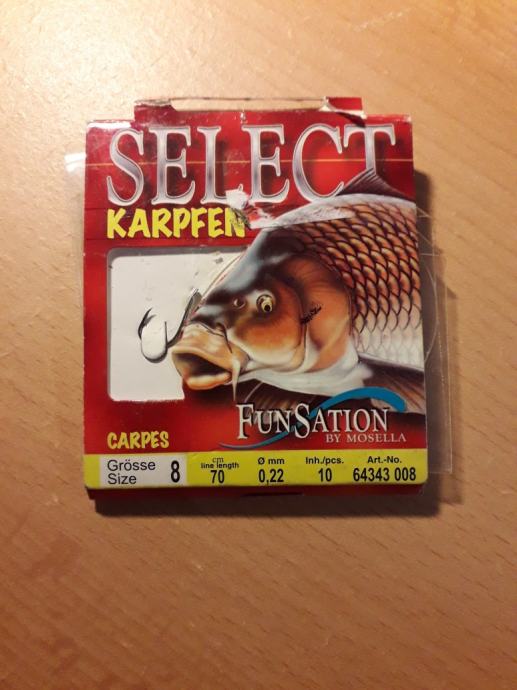 SELECT
KARPFEN
FUNSATION
BY MOSELLA
CARPES
Grösse
Size 8
cm
line length
70
Ø mm
0,22
Inh./pcs.
10
Art.-No.
64343 008